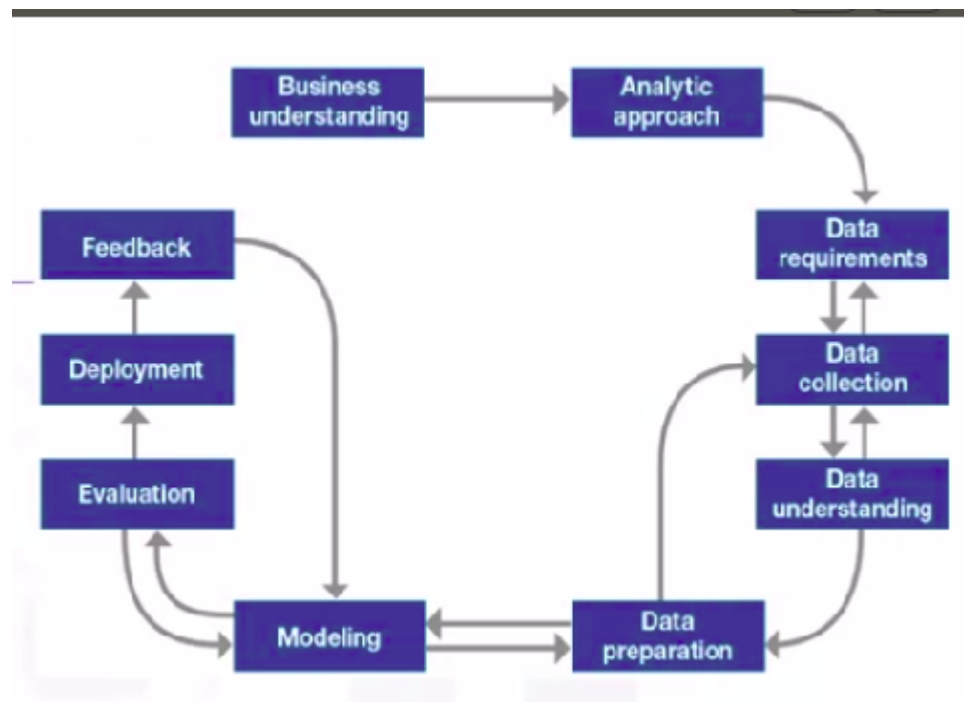 Business
understanding
Analytic
approach
Data
requirements
Data
collection
Data
understanding
Data
preparation
Modeling
Evaluation
Deployment
Feedback